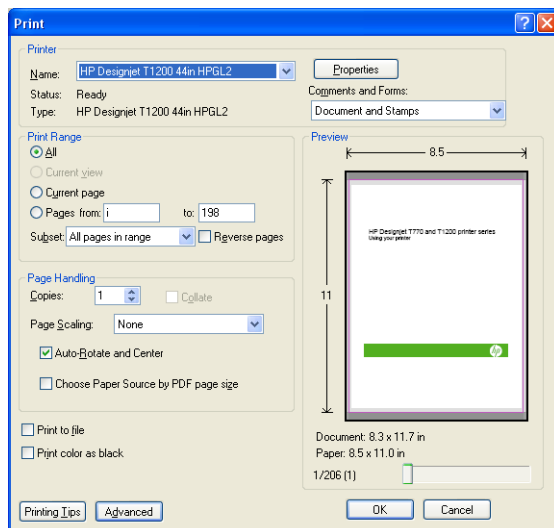 Print
Printer
Name: HP Designjet T1200 44in HPGL2
Properties
Status: Ready
Type: HP Designjet T1200 44in HPGL2
Comments and Forms:
Document and Stamps
Print Range
All
Current view
Current page
Pages from: i to: 198
Subset: All pages in range Reverse pages
Page Handling
Copies: 1 Collate
Page Scaling: None
Auto-Rotate and Center
Choose Paper Source by PDF page size
Print to file
Print color as black
Preview
8.5
11
HP Designjet T770 and T1200 printer series
Using your printer
hp
Document: 8.3 x 11.7 in
Paper: 8.5 x 11.0 in
1/206 (1)
Printing Tips Advanced OK Cancel